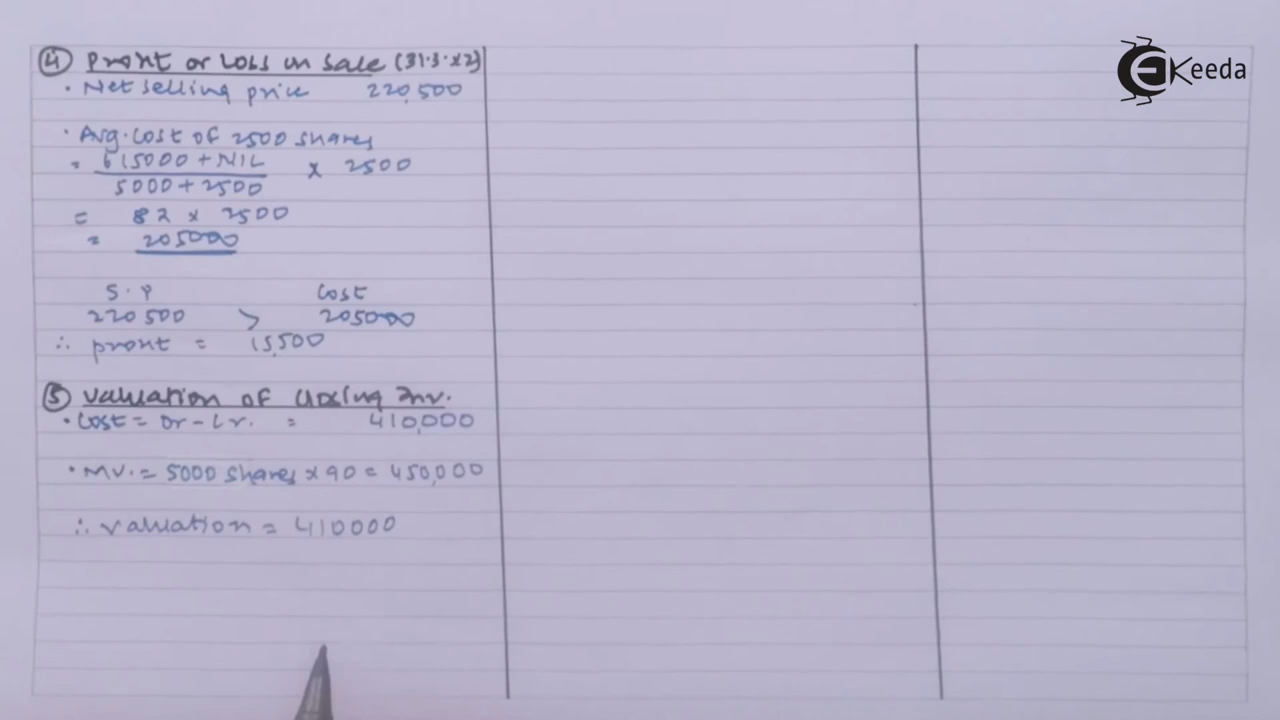 ④ Profit or Loss on Sale (31.3.x2)
• Net selling price 220,500
• Avg. cost of 2500 shares
= 615000 + NIL
5000 + 2500
x 2500
= 82 x 2500
= 205000
S.P Cost
220500 > 205000
∴ profit = 15,500
⑤ Valuation of Closing Inv.
• Cost = Dr - Cr. = 410,000
• MV. = 5000 shares x 90 = 450,000
∴ valuation = 410000
EKeeda